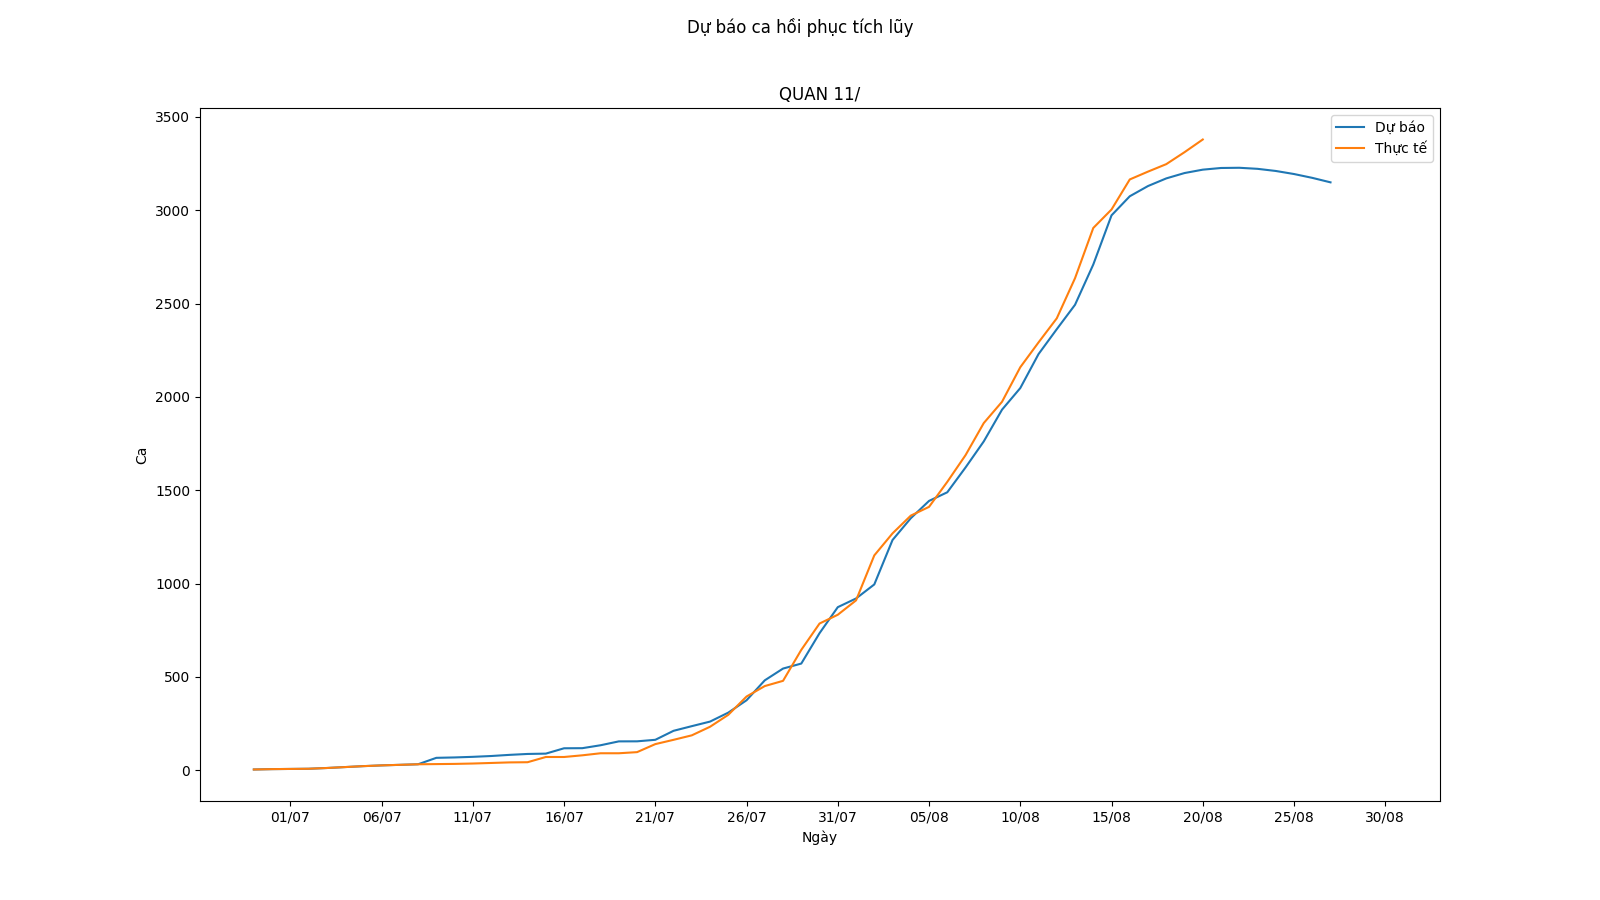 Dự báo ca hồi phục tích lũy
QUAN 11/
3500
3000
2500
2000
1500
1000
500
0
Ca
Dự báo
Thực tế
01/07 06/07 11/07 16/07 21/07 26/07 31/07 05/08 10/08 15/08 20/08 25/08 30/08
Ngày